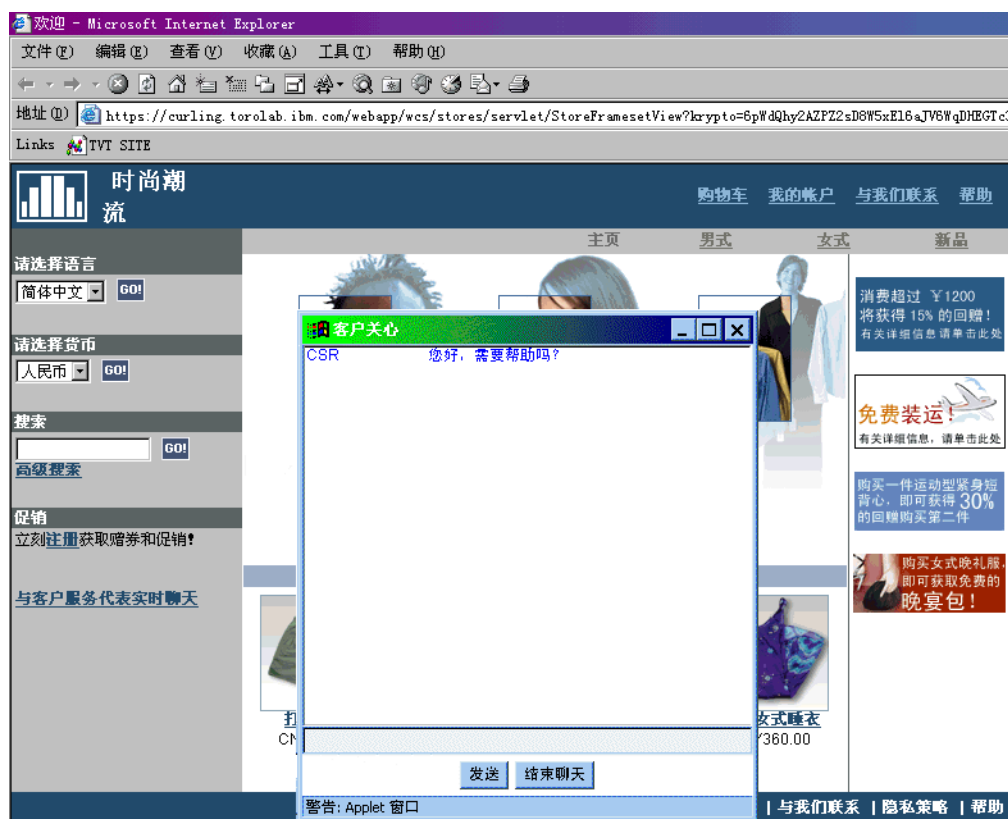 欢迎 - Microsoft Internet Explorer
文件(F) 编辑(E) 查看(V) 收藏(A) 工具(T) 帮助(H)
地址(D) https://curling.torolab.ibm.com/webapp/wcs/stores/servlet/StoreFramesetView?krypto=6pWdQhy2AZPZ2sD8W5xEl6aJV6WqDHEGTc
Links TVT SITE
时尚潮
流
购物车 我的帐户 与我们联系 帮助
主页 男式 女式 新品
请选择语言
简体中文 GO!
请选择货币
人民币 GO!
搜索
GO!
高级搜索
促销
立刻注册获取赠券和促销!
与客户服务代表实时聊天
客户关心
CSR 您好，需要帮助吗？
发送 结束聊天
警告: Applet 窗口
消费超过 ￥1200
将获得 15% 的回赠！
有关详细信息请单击此处
免费装运！
有关详细信息，请单击此处
购买一件运动型紧身短
背心，即可获得 30%
的回赠购买第二件
购买女式晚礼服，
即可获取免费的
晚宴包！
打
CN
女式睡衣
¥360.00
| 与我们联系 | 隐私策略 | 帮助